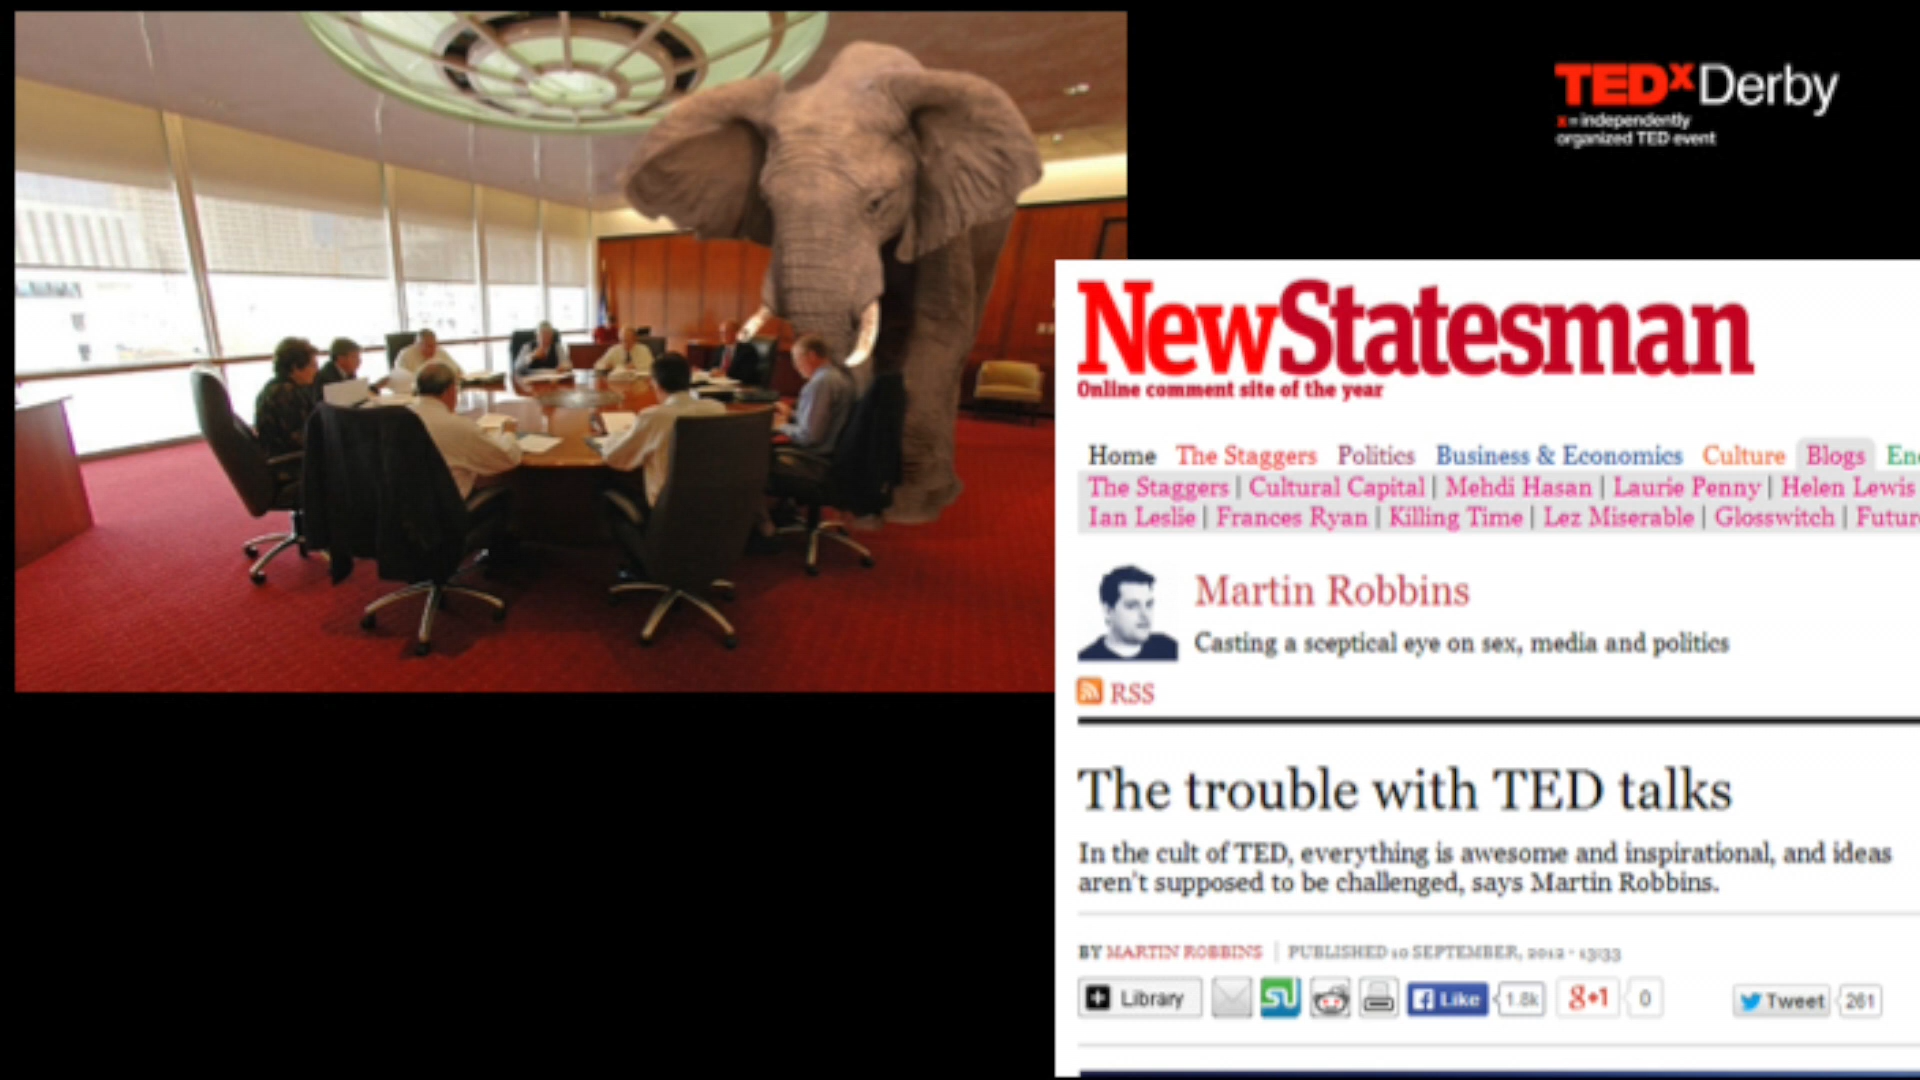 TEDxDerby
x = independently
organized TED event
NewStatesman
Online comment site of the year
Home The Staggers Politics Business & Economics Culture Blogs
The Staggers | Cultural Capital | Mehdi Hasan | Laurie Penny | Helen Lewis
Ian Leslie | Frances Ryan | Killing Time | Lez Miserable | Glosswitch |
Martin Robbins
Casting a sceptical eye on sex, media and politics
RSS
The trouble with TED talks
In the cult of TED, everything is awesome and inspirational, and ideas
aren't supposed to be challenged, says Martin Robbins.
BY MARTIN ROBBINS | PUBLISHED 10 SEPTEMBER, 2012 - 13:33
Library Like 1.8k g+1 0 Tweet 261